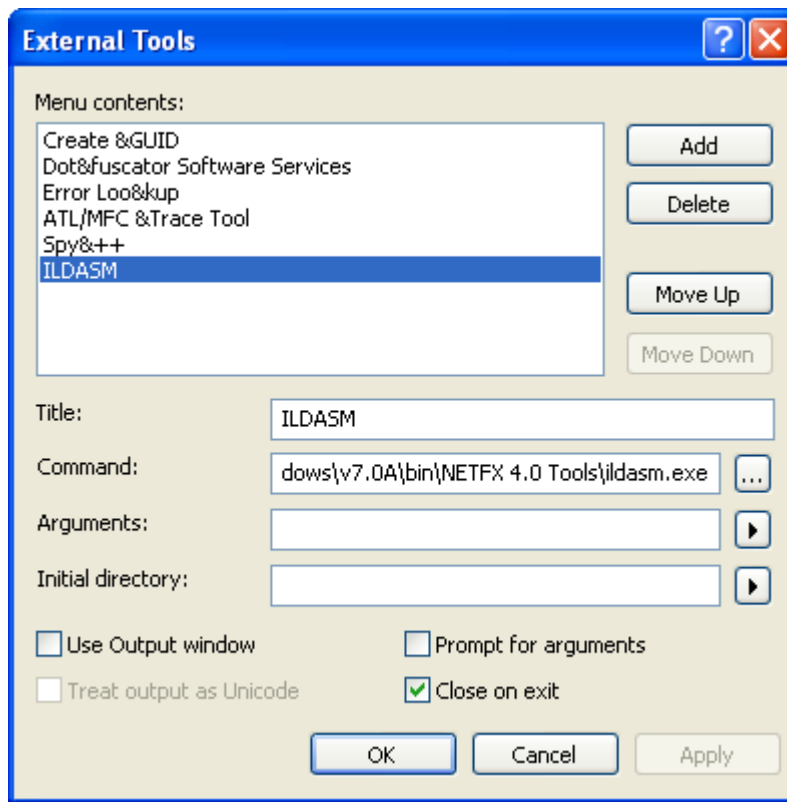 External Tools
Menu contents:
Create &GUID
Dot&fuscator Software Services
Error Loo&kup
ATL/MFC &Trace Tool
Spy&++
ILDASM
Add
Delete
Move Up
Move Down
Title:
ILDASM
Command:
dows\v7.0A\bin\NETFX 4.0 Tools\ildasm.exe
...
Arguments:
Initial directory:
Use Output window
Prompt for arguments
Treat output as Unicode
Close on exit
OK
Cancel
Apply